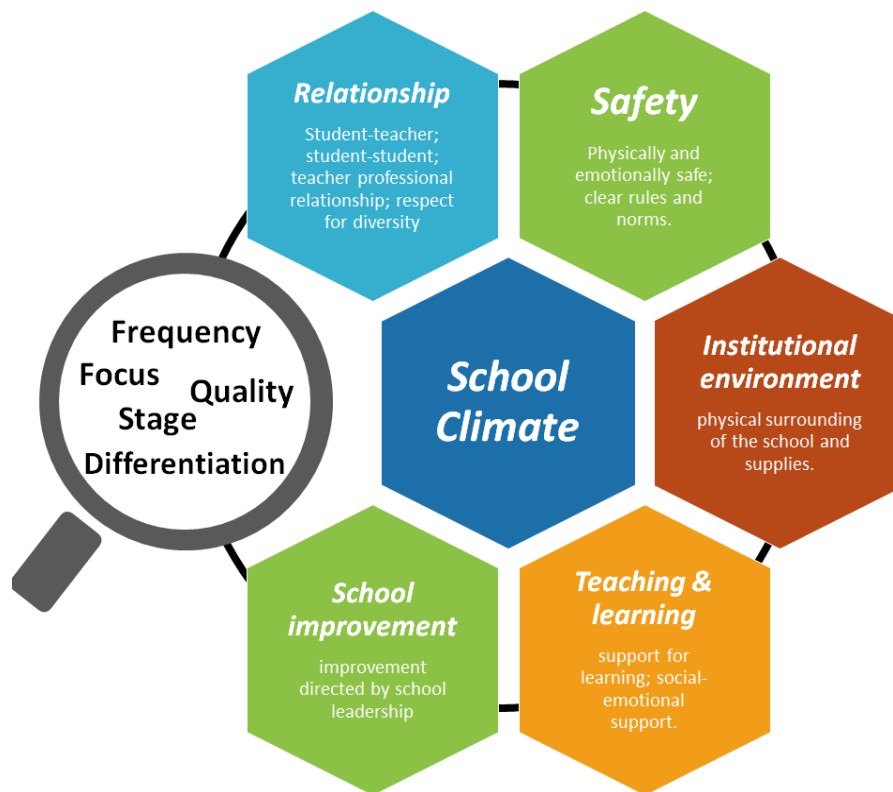 Relationship
Student-teacher;
student-student;
teacher professional
relationship; respect
for diversity
Safety
Physically and
emotionally safe;
clear rules and
norms.
Frequency
Focus
Quality
Stage
Differentiation
School
Climate
Institutional
environment
physical surrounding
of the school and
supplies.
School
improvement
improvement
directed by school
leadership
Teaching &
learning
support for
learning; social-
emotional
support.